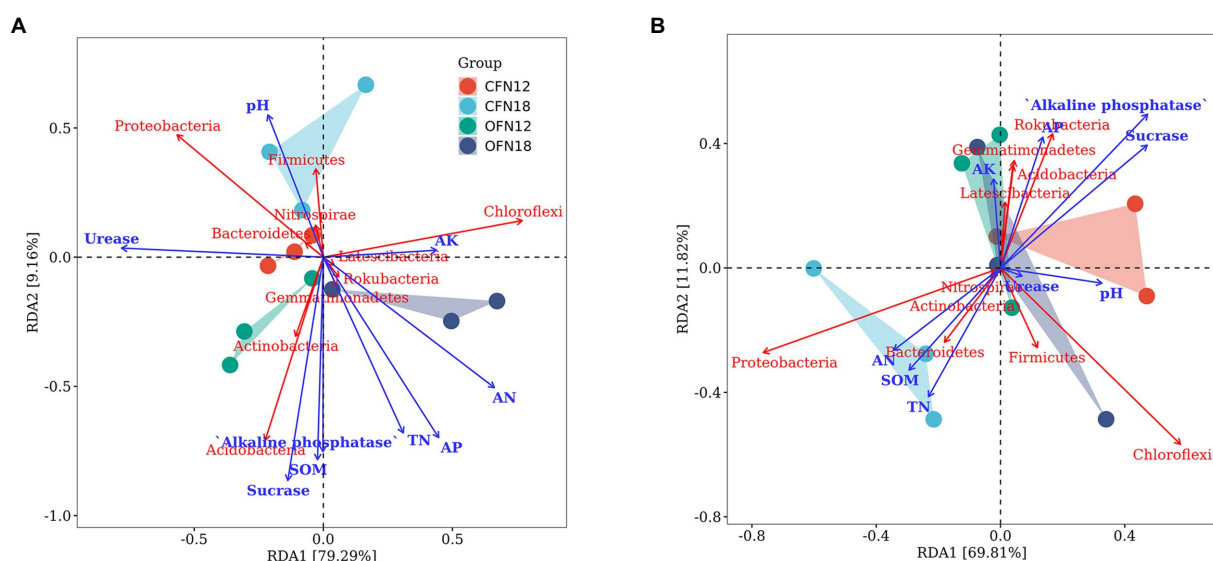 A
Group
CFN12
CFN18
OFN12
OFN18
pH
Proteobacteria
Firmicutes
Nitrospirae
Chloroflexi
Bacteroidetes
Urease
AK
Latescibacteria
Rokubacteria
Gemmatimonadetes
Actinobacteria
AN
`Alkaline phosphatase`
TN
AP
Acidobacteria
SOM
Sucrase
0.5
0.0
-0.5
-1.0
RDA2 [9.16%]
-0.5
0.0
0.5
RDA1 [79.29%]
B
`Alkaline phosphatase`
Rokubacteria
AP
Sucrase
Gemmatimonadetes
AK
Acidobacteria
Latescibacteria
Nitrospirae
Urease
pH
Actinobacteria
Bacteroidetes
Firmicutes
Proteobacteria
AN
SOM
TN
Chloroflexi
0.4
0.0
-0.4
-0.8
RDA2 [11.82%]
-0.8
-0.4
0.0
0.4
RDA1 [69.81%]